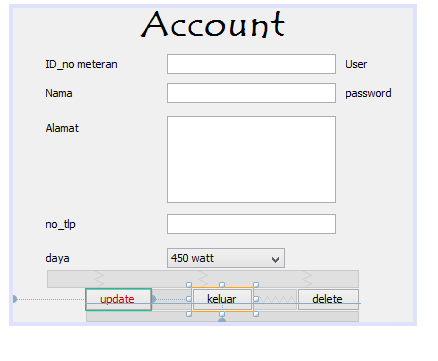 Account
ID_no meteran User
Nama password
Alamat
no_tlp
daya 450 watt
update keluar delete